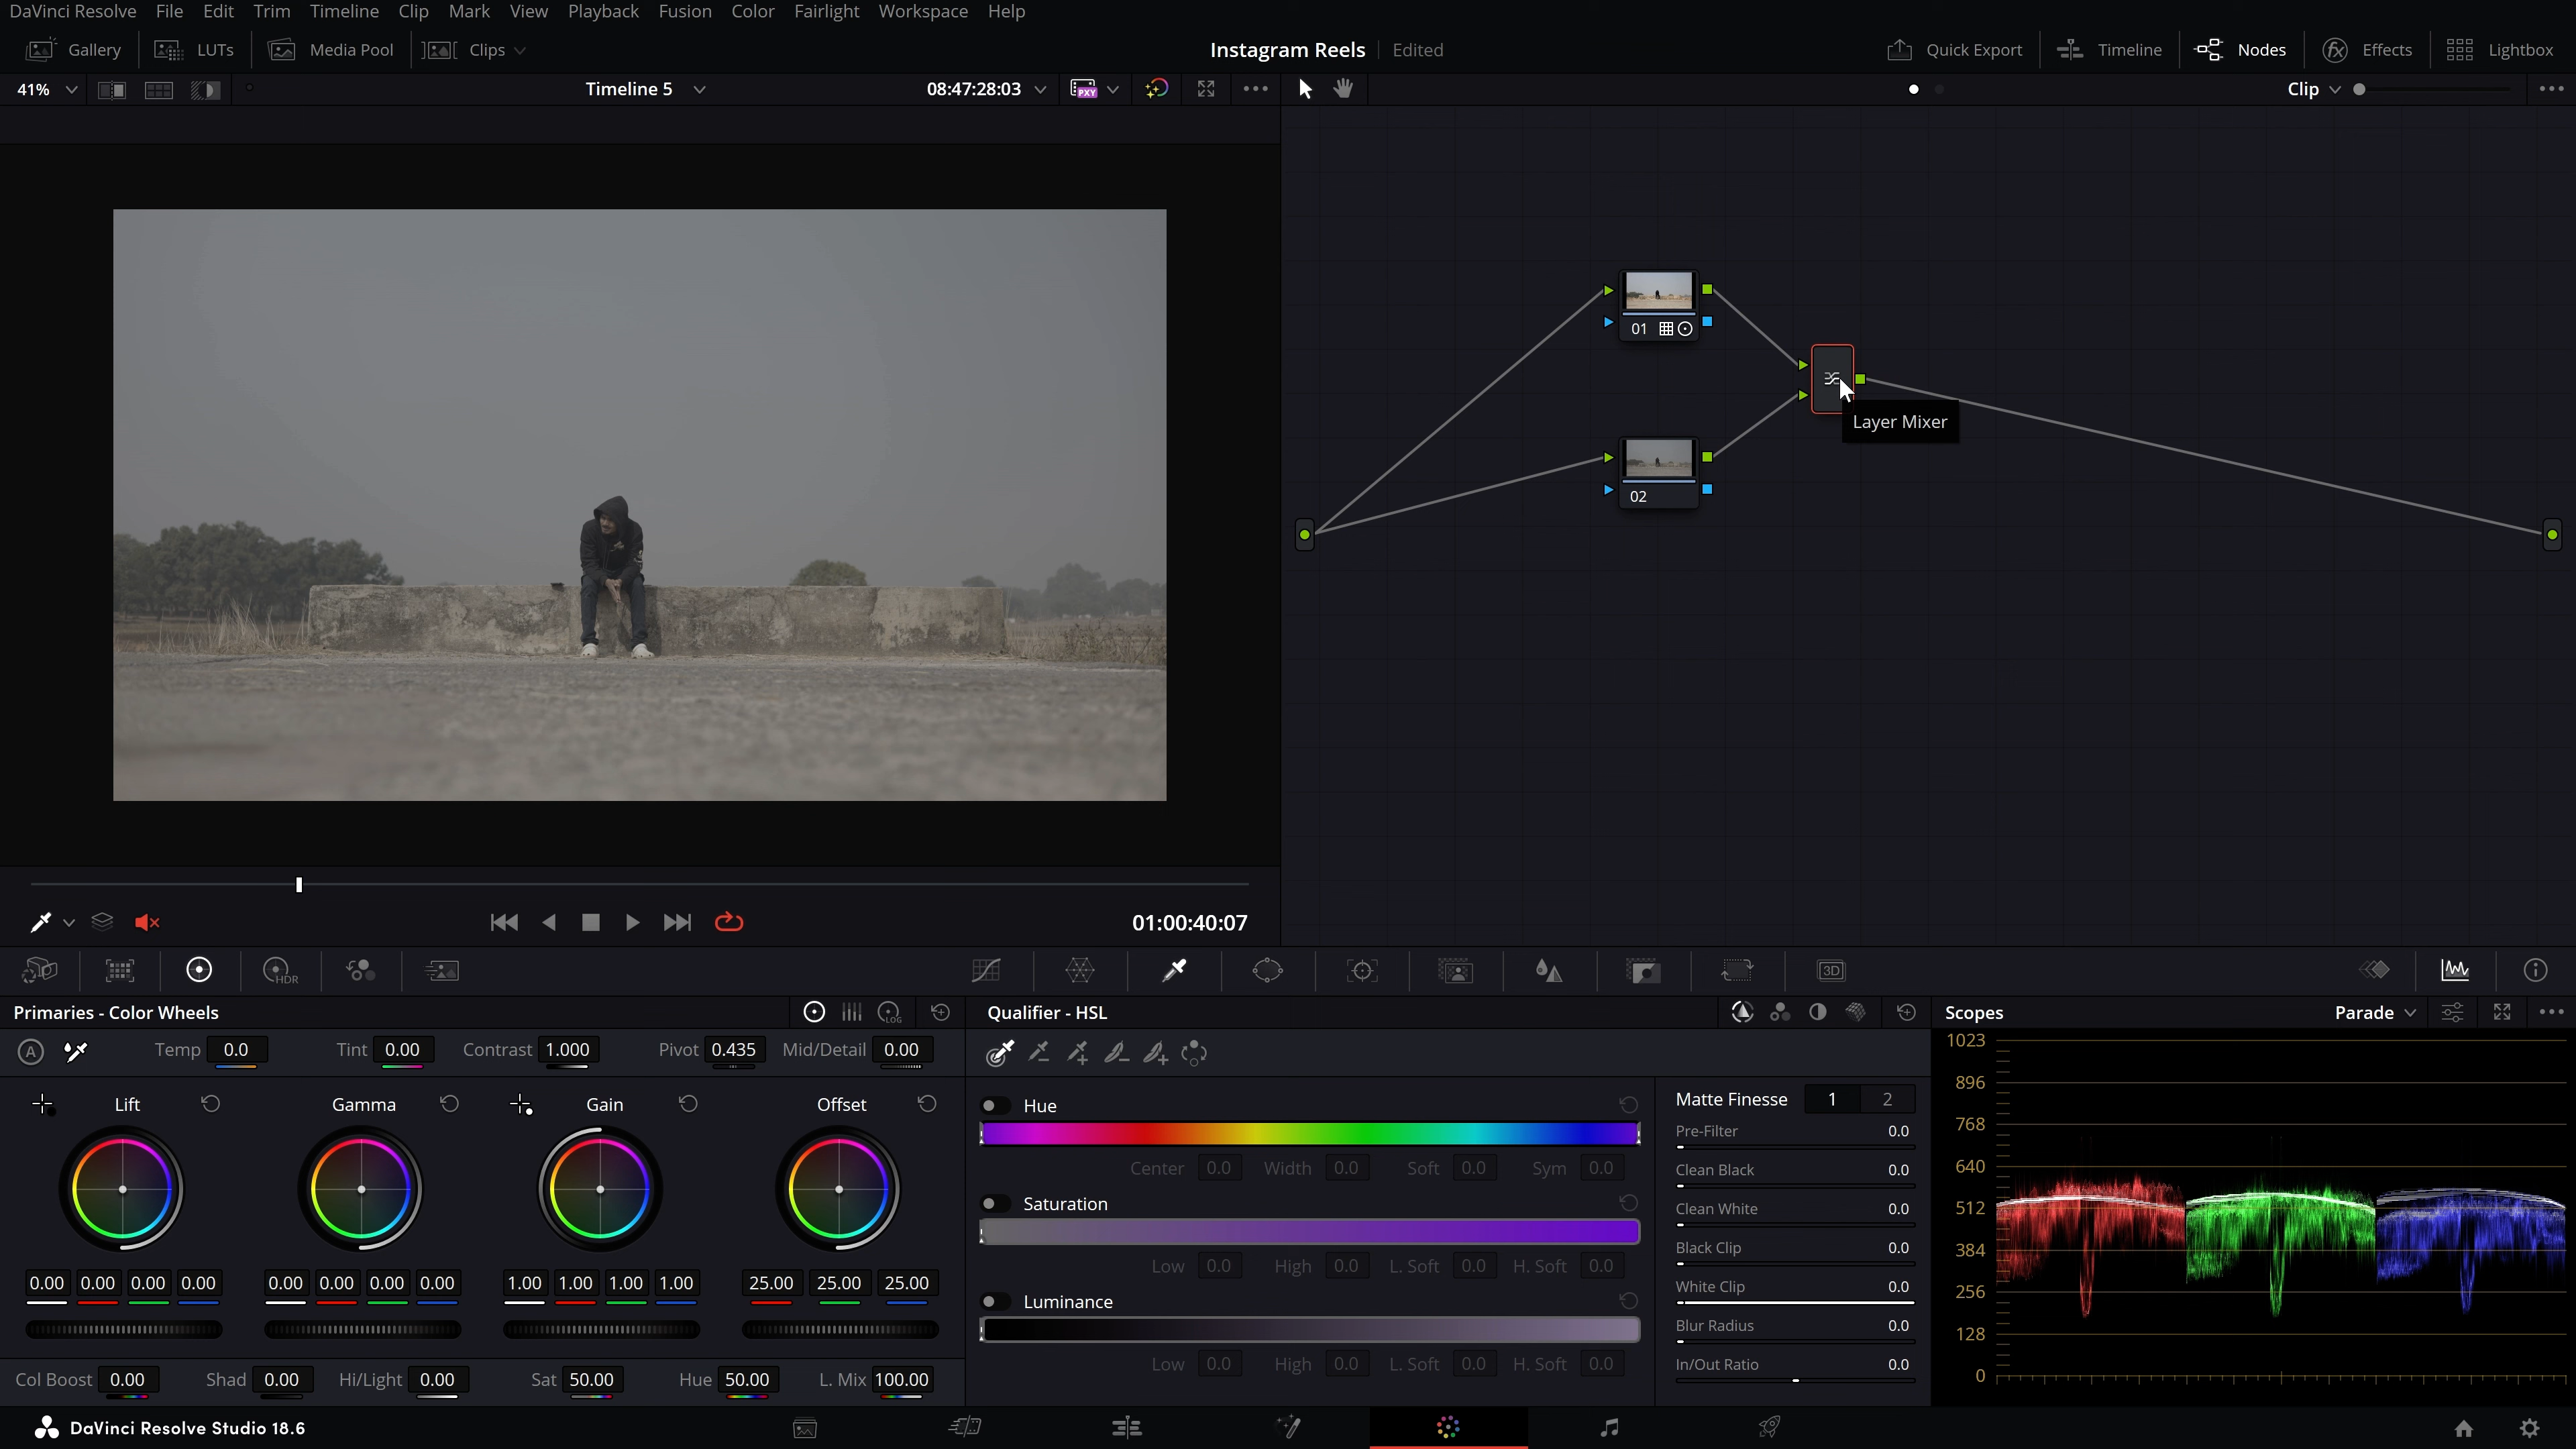 DaVinci Resolve File Edit Trim Timeline Clip Mark View Playback Fusion Color Fairlight Workspace Help
Gallery LUTs Media Pool Clips Instagram Reels Edited Quick Export Timeline Nodes Effects Lightbox
41% Timeline 5 08:47:28:03 PXY Clip
01
Layer Mixer
02
01:00:40:07
HDR 3D
Primaries - Color Wheels LOG Qualifier - HSL Scopes Parade
A Temp 0.0 Tint 0.00 Contrast 1.000 Pivot 0.435 Mid/Detail 0.00
Lift Gamma Gain Offset
0.00 0.00 0.00 0.00 0.00 0.00 0.00 0.00 1.00 1.00 1.00 1.00 25.00 25.00 25.00
Col Boost 0.00 Shad 0.00 Hi/Light 0.00 Sat 50.00 Hue 50.00 L. Mix 100.00
Hue
Center 0.0 Width 0.0 Soft 0.0 Sym 0.0
Saturation
Low 0.0 High 0.0 L. Soft 0.0 H. Soft 0.0
Luminance
Low 0.0 High 0.0 L. Soft 0.0 H. Soft 0.0
Matte Finesse 1 2
Pre-Filter 0.0
Clean Black 0.0
Clean White 0.0
Black Clip 0.0
White Clip 0.0
Blur Radius 0.0
In/Out Ratio 0.0
1023
896
768
640
512
384
256
128
0
DaVinci Resolve Studio 18.6